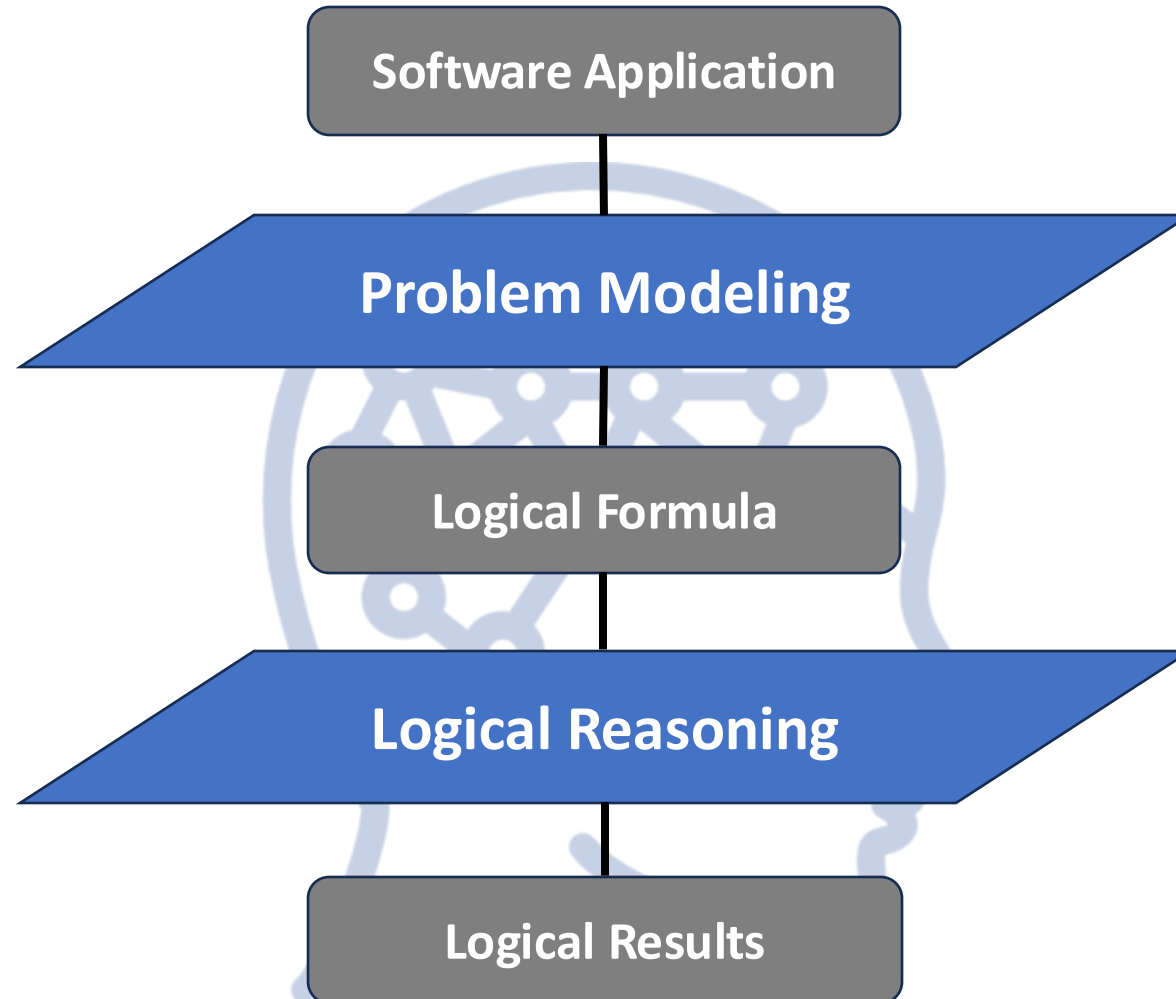 Software Application
Problem Modeling
Logical Formula
Logical Reasoning
Logical Results